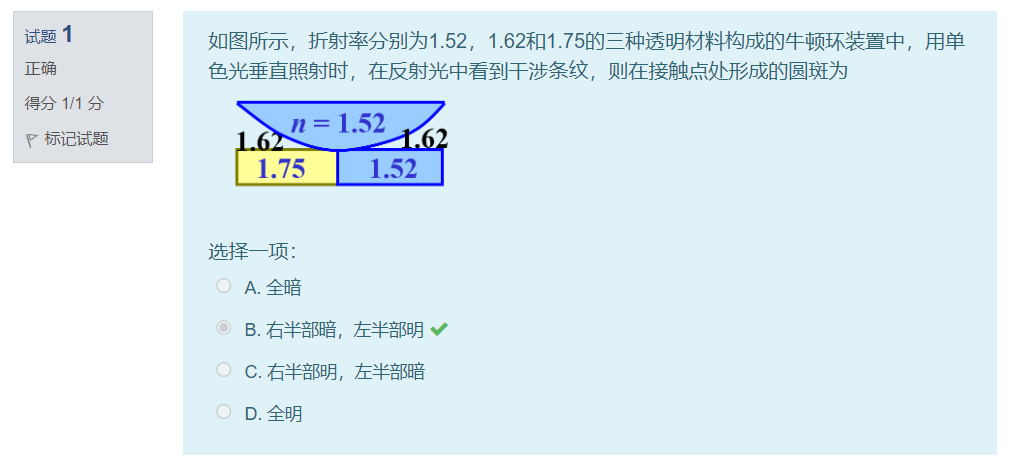 试题 1
正确
得分 1/1 分
标记试题
如图所示，折射率分别为1.52，1.62和1.75的三种透明材料构成的牛顿环装置中，用单
色光垂直照射时，在反射光中看到干涉条纹，则在接触点处形成的圆斑为
n = 1.52
1.62 1.62
1.75 1.52
选择一项：
A. 全暗
B. 右半部暗，左半部明
C. 右半部明，左半部暗
D. 全明